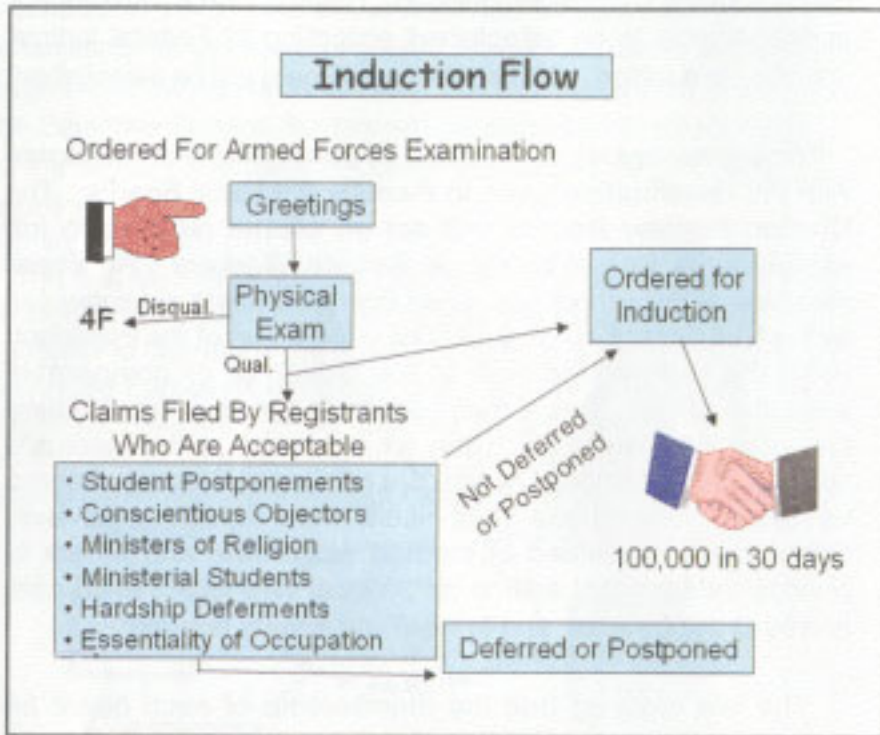 Induction Flow
Ordered For Armed Forces Examination
Greetings
Physical
Exam
Disqual.
4F
Qual.
Ordered for
Induction
Claims Filed By Registrants
Who Are Acceptable
• Student Postponements
• Conscientious Objectors
• Ministers of Religion
• Ministerial Students
• Hardship Deferments
• Essentiality of Occupation
Not Deferred
or Postponed
100,000 in 30 days
Deferred or Postponed